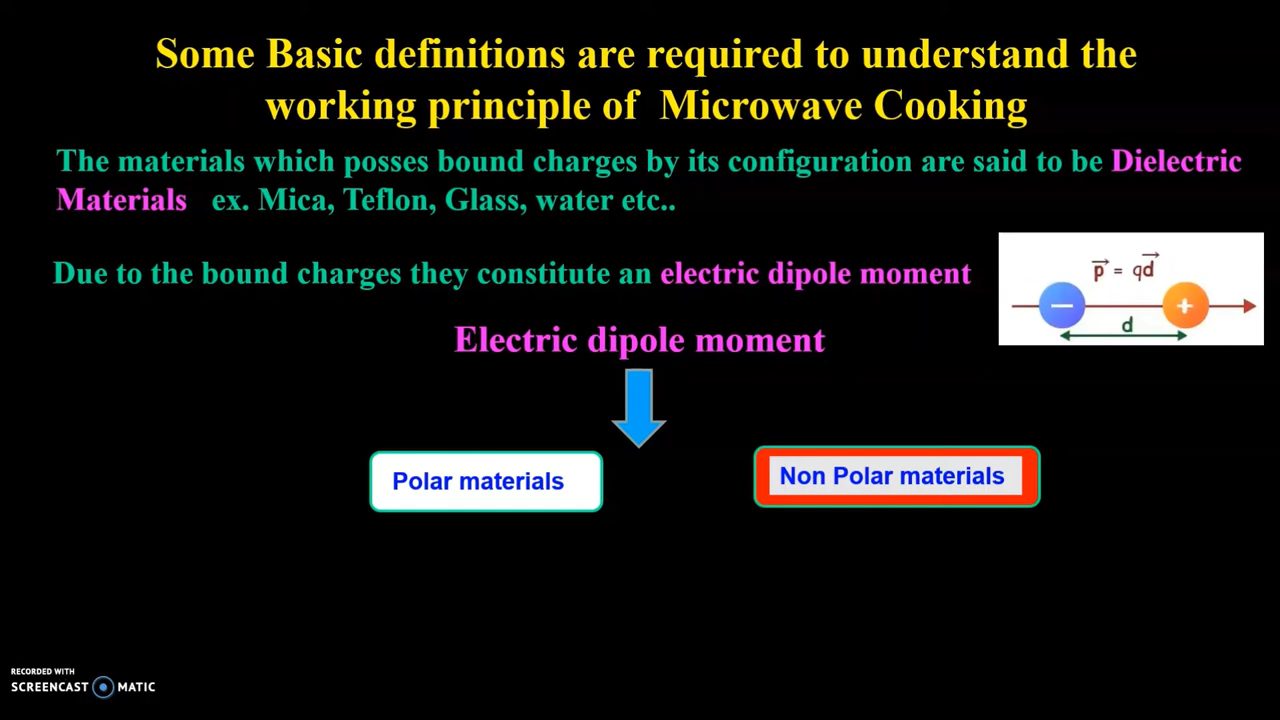 Some Basic definitions are required to understand the
working principle of Microwave Cooking
The materials which posses bound charges by its configuration are said to be Dielectric
Materials ex. Mica, Teflon, Glass, water etc..
Due to the bound charges they constitute an electric dipole moment
p = qd
− +
d
Electric dipole moment
Polar materials
Non Polar materials
RECORDED WITH
SCREENCAST MATIC